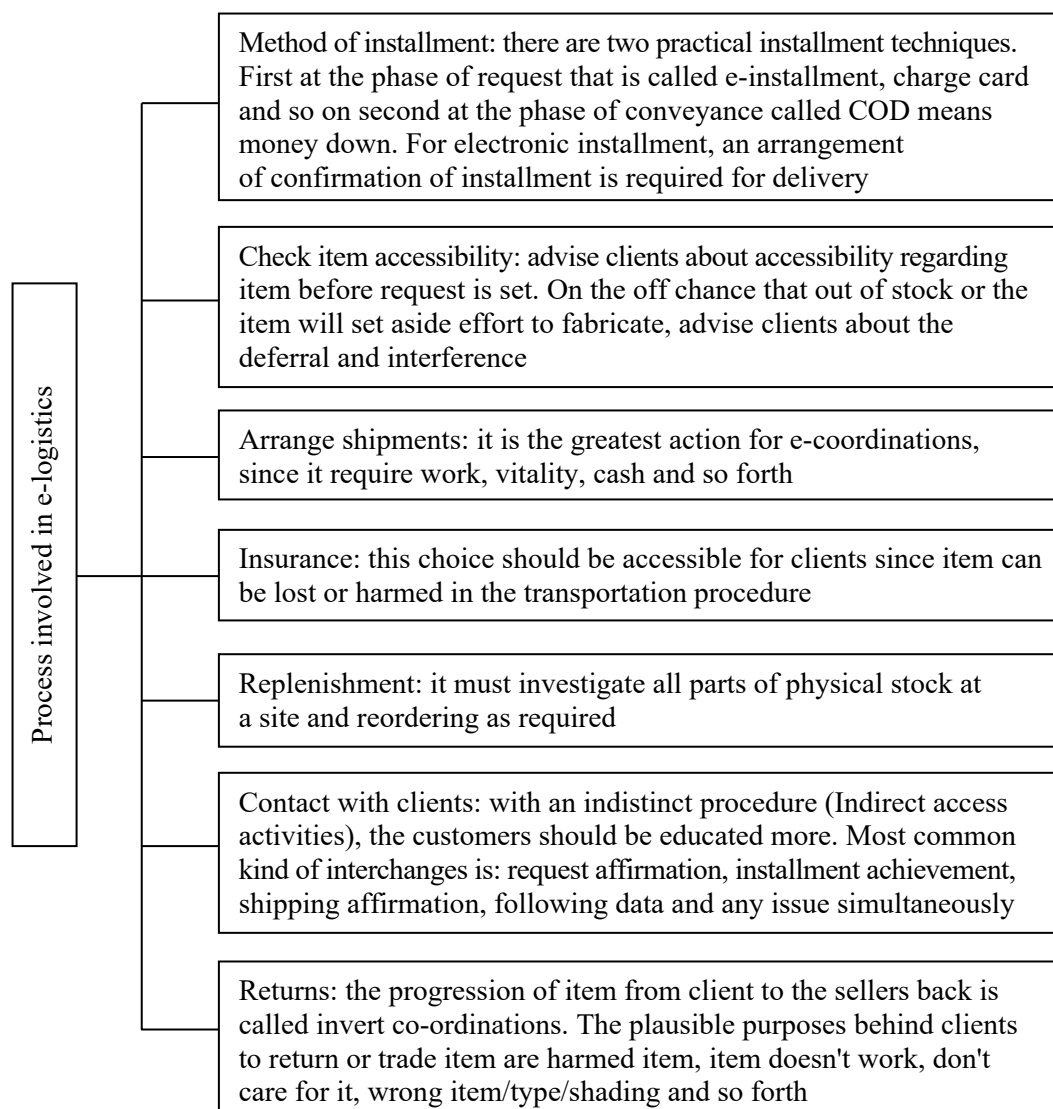 Process involved in e-logistics
Method of installment: there are two practical installment techniques.
First at the phase of request that is called e-installment, charge card
and so on second at the phase of conveyance called COD means
money down. For electronic installment, an arrangement
of confirmation of installment is required for delivery
Check item accessibility: advise clients about accessibility regarding
item before request is set. On the off chance that out of stock or the
item will set aside effort to fabricate, advise clients about the
deferral and interference
Arrange shipments: it is the greatest action for e-coordinations,
since it require work, vitality, cash and so forth
Insurance: this choice should be accessible for clients since item can
be lost or harmed in the transportation procedure
Replenishment: it must investigate all parts of physical stock at
a site and reordering as required
Contact with clients: with an indistinct procedure (Indirect access
activities), the customers should be educated more. Most common
kind of interchanges is: request affirmation, installment achievement,
shipping affirmation, following data and any issue simultaneously
Returns: the progression of item from client to the sellers back is
called invert co-ordinations. The plausible purposes behind clients
to return or trade item are harmed item, item doesn't work, don't
care for it, wrong item/type/shading and so forth